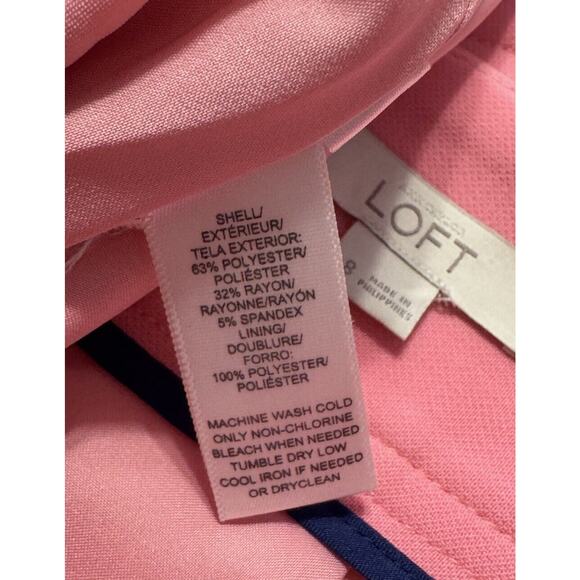 SHELL/
EXTÉRIEUR/
TELA EXTERIOR:
63% POLYESTER/
POLIÉSTER
32% RAYON/
RAYONNE/RAYÓN
5% SPANDEX
LINING/
DOUBLURE/
FORRO:
100% POLYESTER/
POLIÉSTER
MACHINE WASH COLD
ONLY NON-CHLORINE
BLEACH WHEN NEEDED
TUMBLE DRY LOW
COOL IRON IF NEEDED
OR DRYCLEAN
LOFT
8
MADE IN
PHILIPPINES